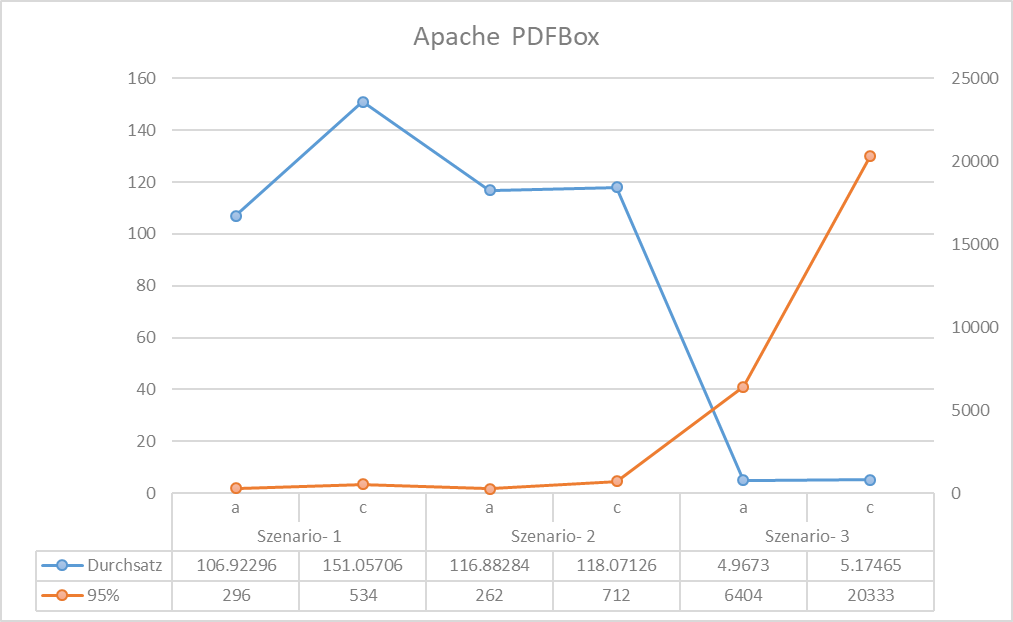 Apache PDFBox
160 25000
140
120 20000
100 15000
80
60 10000
40 5000
20
0 0
a c a c a c
Szenario- 1 Szenario- 2 Szenario- 3
Durchsatz 106.92296 151.05706 116.88284 118.07126 4.9673 5.17465
95% 296 534 262 712 6404 20333